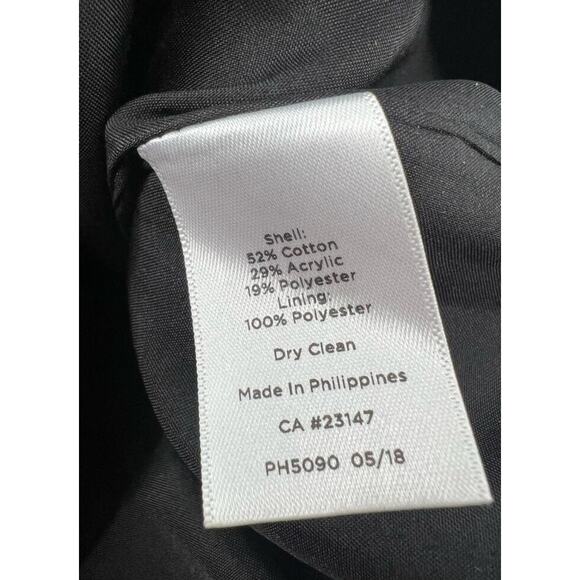 Shell:
52% Cotton
29% Acrylic
19% Polyester
Lining:
100% Polyester
Dry Clean
Made In Philippines
CA #23147
PH5090 05/18